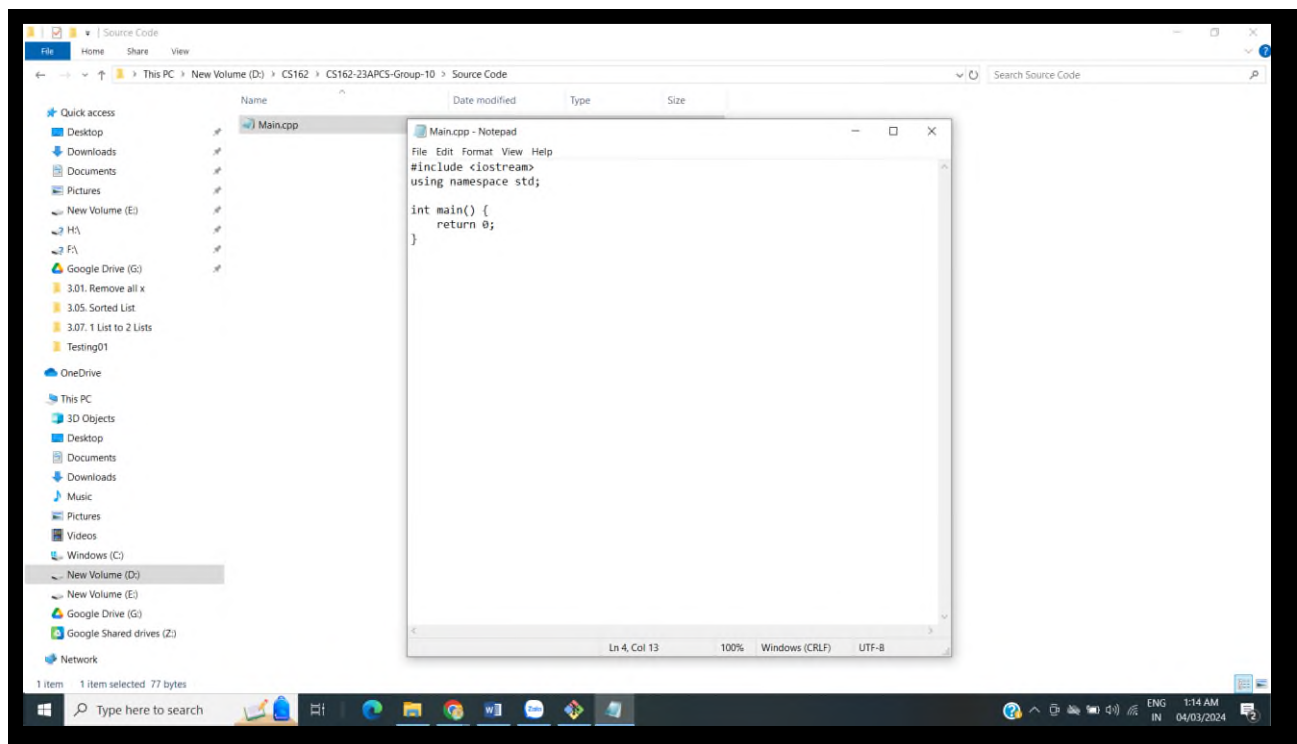 Source Code
File Home Share View
This PC > New Volume (D:) > CS162 > CS162-23APCS-Group-10 > Source Code
Search Source Code
Name Date modified Type Size
Main.cpp
Quick access
Desktop
Downloads
Documents
Pictures
New Volume (E:)
H:\
F:\
Google Drive (G:)
3.01. Remove all x
3.05. Sorted List
3.07. 1 List to 2 Lists
Testing01
OneDrive
This PC
3D Objects
Desktop
Documents
Downloads
Music
Pictures
Videos
Windows (C:)
New Volume (D:)
New Volume (E:)
Google Drive (G:)
Google Shared drives (Z:)
Network
Main.cpp - Notepad
File Edit Format View Help
#include <iostream>
using namespace std;
int main() {
    return 0;
}
Ln 4, Col 13 100% Windows (CRLF) UTF-8
1 item 1 item selected 77 bytes
Type here to search
Zalo
ENG 1:14 AM
IN 04/03/2024
2